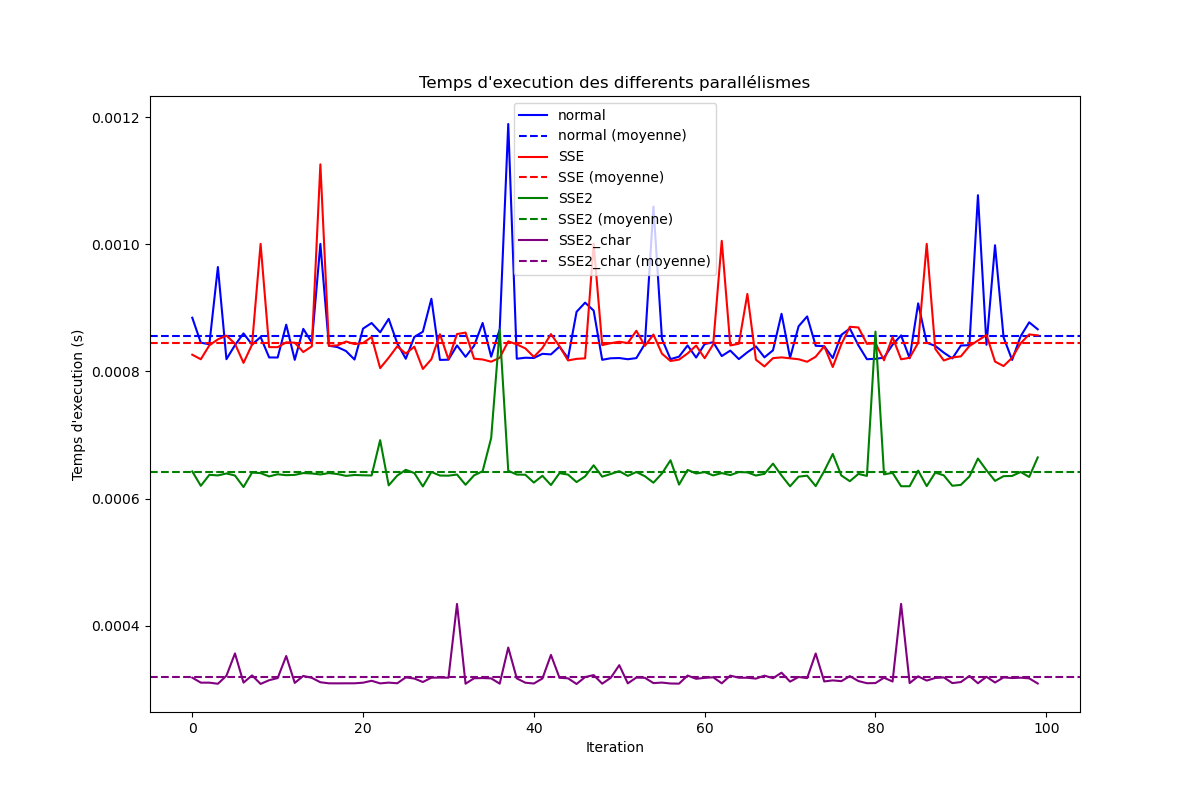 Temps d'execution des differents parallélismes
normal
normal (moyenne)
SSE
SSE (moyenne)
SSE2
SSE2 (moyenne)
SSE2_char
SSE2_char (moyenne)
Temps d'execution (s)
0.0012
0.0010
0.0008
0.0006
0.0004
0 20 40 60 80 100
Iteration